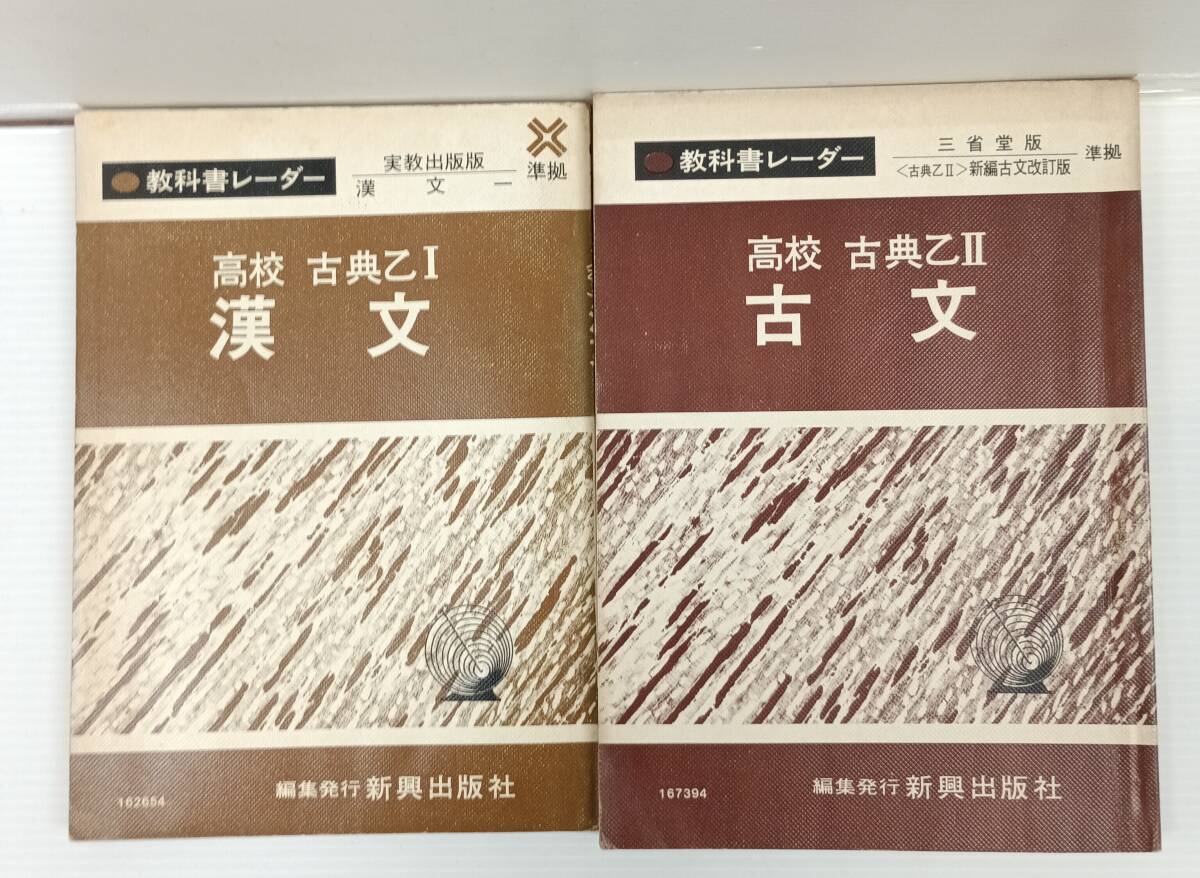 教科書レーダー
実教出版版
漢文一
準拠
高校 古典乙I
漢文
編集発行 新興出版社
162654
教科書レーダー
三省堂版
<古典乙II>新編古文改訂版
準拠
高校 古典乙II
古文
編集発行 新興出版社
167394